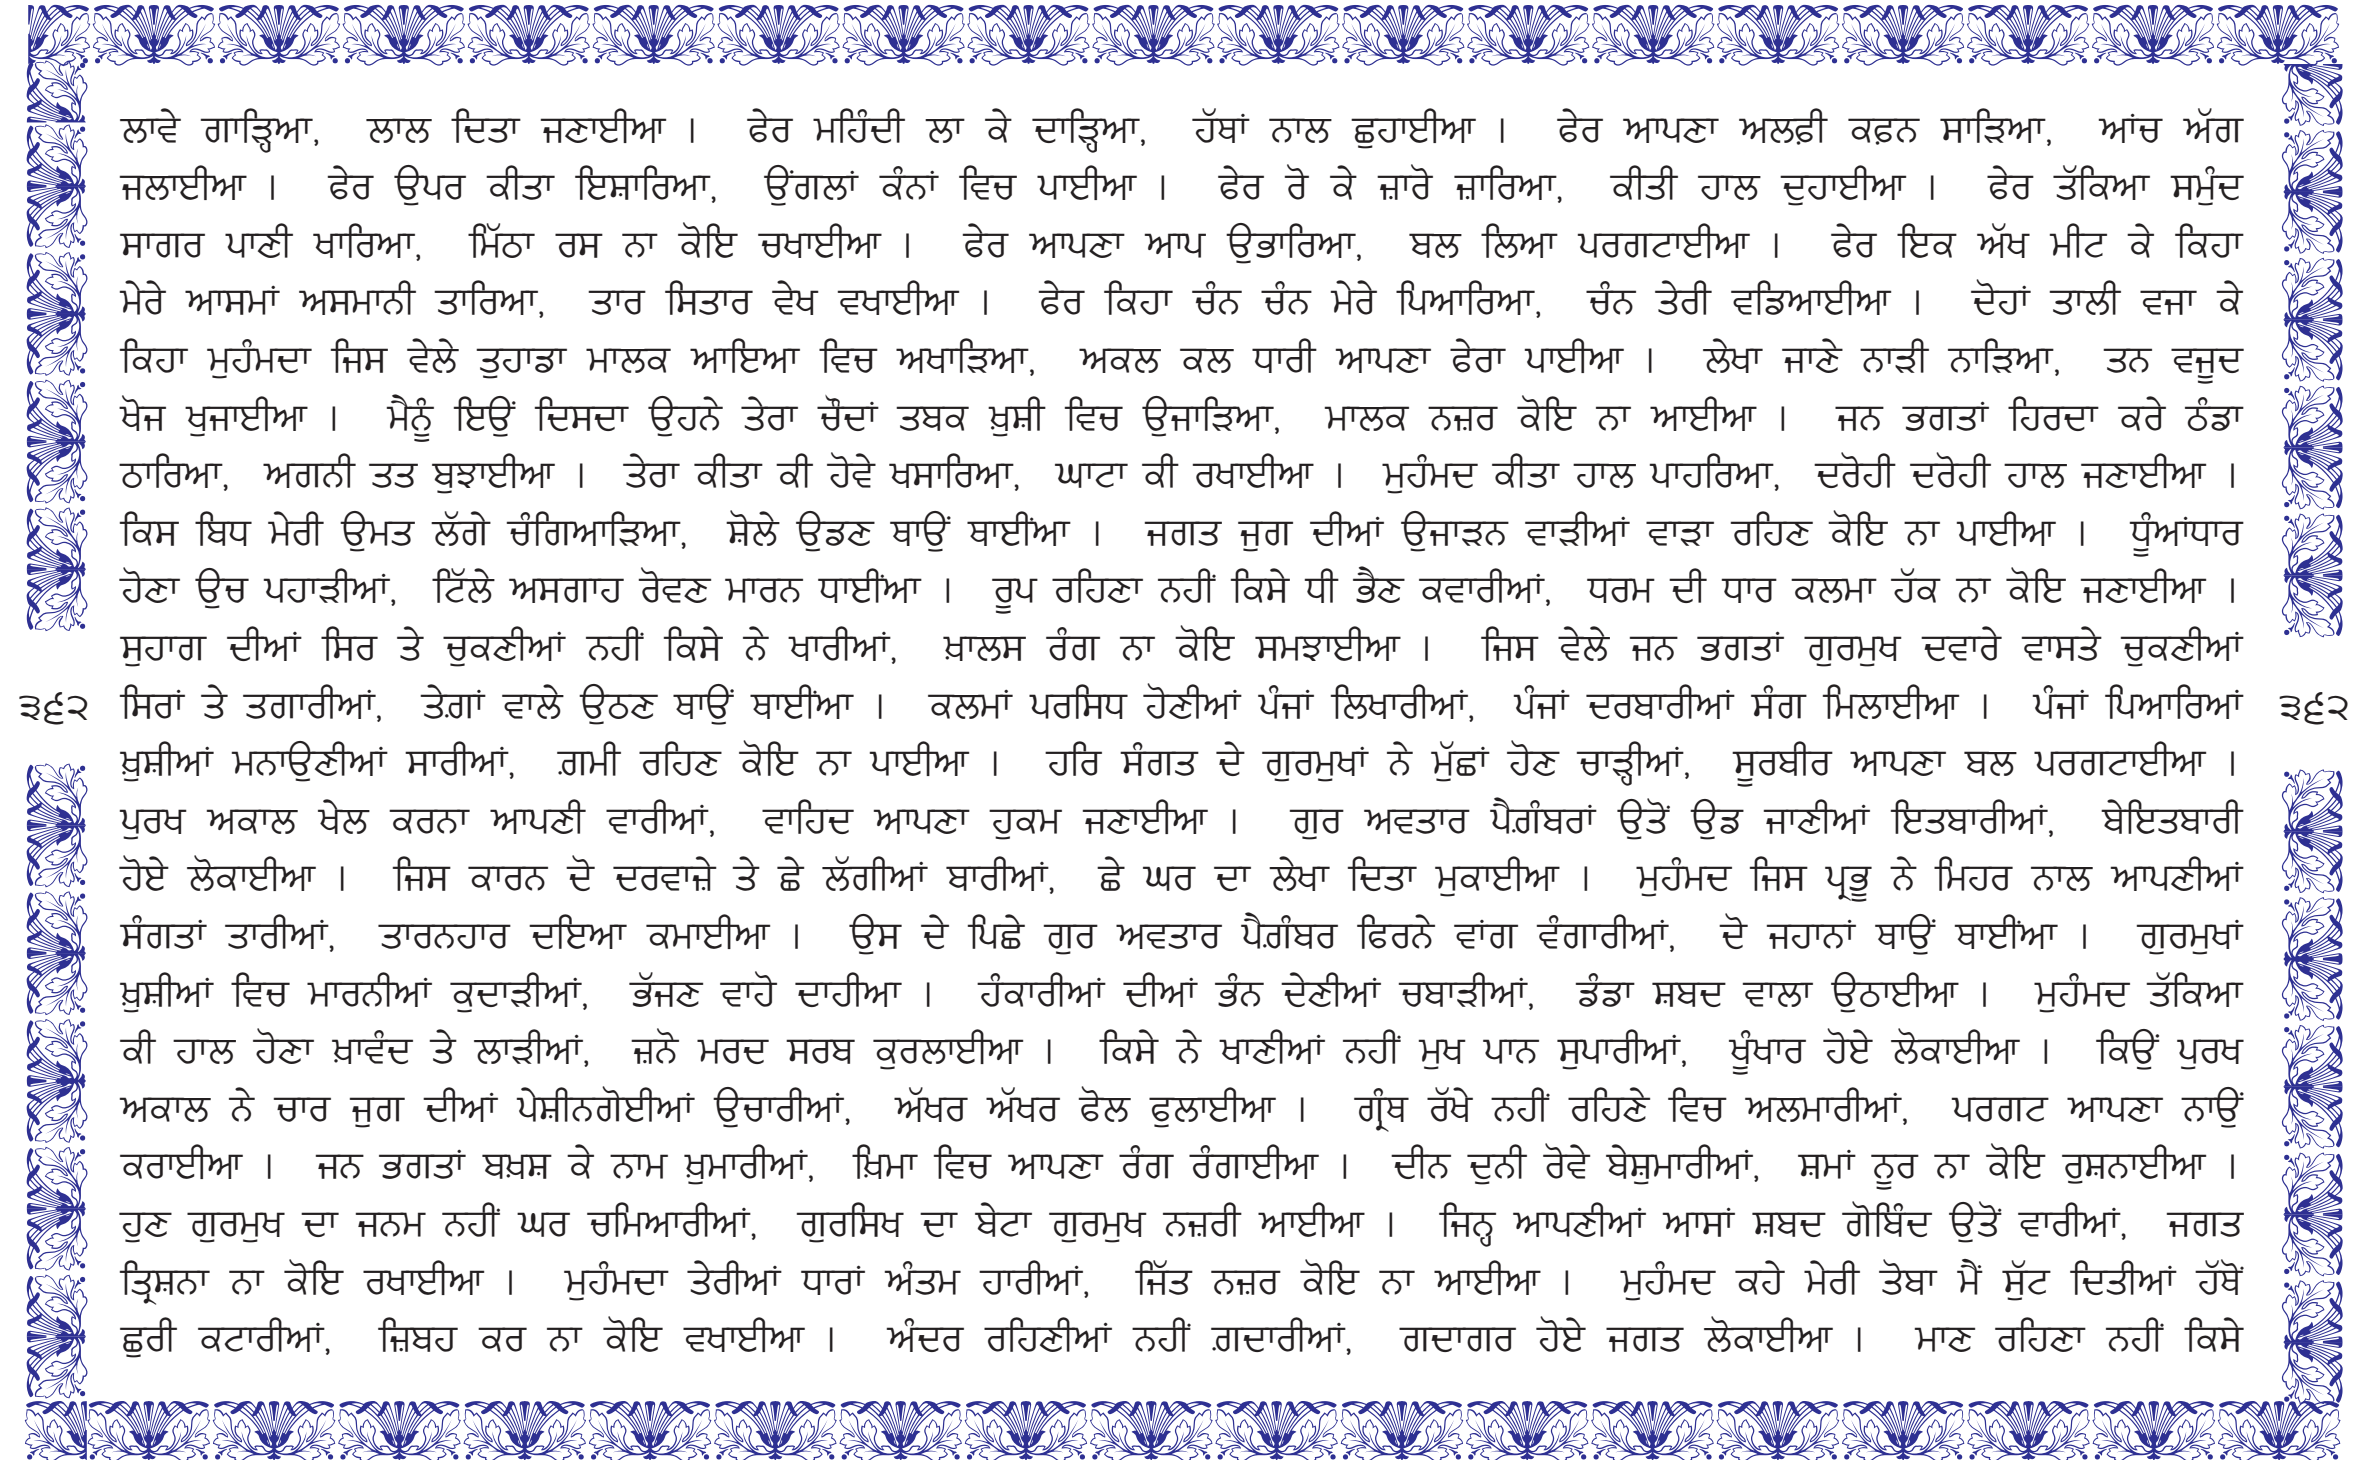 ਲਾਵੇ ਗਾੜ੍ਹਿਆ, ਲਾਲ ਦਿਤਾ ਜਣਾਈਆ । ਫੇਰ ਮਹਿੰਦੀ ਲਾ ਕੇ ਦਾੜ੍ਹਿਆ, ਹੱਥਾਂ ਨਾਲ ਛੁਹਾਈਆ । ਫੇਰ ਆਪਣਾ ਅਲਫ਼ੀ ਕਫ਼ਨ ਸਾੜਿਆ, ਆਂਚ ਅੱਗ
ਜਲਾਈਆ । ਫੇਰ ਉਪਰ ਕੀਤਾ ਇਸ਼ਾਰਿਆ, ਉਂਗਲਾਂ ਕੰਨਾਂ ਵਿਚ ਪਾਈਆ । ਫੇਰ ਰੋ ਕੇ ਜ਼ਾਰੋ ਜ਼ਾਰਿਆ, ਕੀਤੀ ਹਾਲ ਦੁਹਾਈਆ । ਫੇਰ ਤੱਕਿਆ ਸਮੁੰਦ
ਸਾਗਰ ਪਾਣੀ ਖਾਰਿਆ, ਮਿੱਠਾ ਰਸ ਨਾ ਕੋਇ ਚਖਾਈਆ । ਫੇਰ ਆਪਣਾ ਆਪ ਉਭਾਰਿਆ, ਬਲ ਲਿਆ ਪਰਗਟਾਈਆ । ਫੇਰ ਇਕ ਅੱਖ ਮੀਟ ਕੇ ਕਿਹਾ
ਮੇਰੇ ਆਸਮਾਂ ਅਸਮਾਨੀ ਤਾਰਿਆ, ਤਾਰ ਸਿਤਾਰ ਵੇਖ ਵਖਾਈਆ । ਫੇਰ ਕਿਹਾ ਚੰਨ ਚੰਨ ਮੇਰੇ ਪਿਆਰਿਆ, ਚੰਨ ਤੇਰੀ ਵਡਿਆਈਆ । ਦੋਹਾਂ ਤਾਲੀ ਵਜਾ ਕੇ
ਕਿਹਾ ਮੁਹੰਮਦਾ ਜਿਸ ਵੇਲੇ ਤੁਹਾਡਾ ਮਾਲਕ ਆਇਆ ਵਿਚ ਅਖਾੜਿਆ, ਅਕਲ ਕਲ ਧਾਰੀ ਆਪਣਾ ਫੇਰਾ ਪਾਈਆ । ਲੇਖਾ ਜਾਣੇ ਨਾੜੀ ਨਾੜਿਆ, ਤਨ ਵਜੂਦ
ਖੋਜ ਖੁਜਾਈਆ । ਮੈਨੂੰ ਇਉਂ ਦਿਸਦਾ ਉਹਨੇ ਤੇਰਾ ਚੌਦਾਂ ਤਬਕ ਖ਼ੁਸ਼ੀ ਵਿਚ ਉਜਾੜਿਆ, ਮਾਲਕ ਨਜ਼ਰ ਕੋਇ ਨਾ ਆਈਆ । ਜਨ ਭਗਤਾਂ ਹਿਰਦਾ ਕਰੇ ਠੰਡਾ
ਠਾਰਿਆ, ਅਗਨੀ ਤਤ ਬੁਝਾਈਆ । ਤੇਰਾ ਕੀਤਾ ਕੀ ਹੋਵੇ ਖਸਾਰਿਆ, ਘਾਟਾ ਕੀ ਰਖਾਈਆ । ਮੁਹੰਮਦ ਕੀਤਾ ਹਾਲ ਪਾਹਰਿਆ, ਦਰੋਹੀ ਦਰੋਹੀ ਹਾਲ ਜਣਾਈਆ ।
ਕਿਸ ਬਿਧ ਮੇਰੀ ਉਮਤ ਲੱਗੇ ਚੰਗਿਆੜਿਆ, ਸ਼ੋਲੇ ਉਡਣ ਥਾਉਂ ਥਾਈਂਆ । ਜਗਤ ਜੁਗ ਦੀਆਂ ਉਜਾੜਨ ਵਾੜੀਆਂ ਵਾੜਾ ਰਹਿਣ ਕੋਇ ਨਾ ਪਾਈਆ । ਧੂੰਆਂਧਾਰ
ਹੋਣਾ ਉਚ ਪਹਾੜੀਆਂ, ਟਿੱਲੇ ਅਸਗਾਹ ਰੋਵਣ ਮਾਰਨ ਧਾਈਂਆ । ਰੂਪ ਰਹਿਣਾ ਨਹੀਂ ਕਿਸੇ ਧੀ ਭੈਣ ਕਵਾਰੀਆਂ, ਧਰਮ ਦੀ ਧਾਰ ਕਲਮਾ ਹੱਕ ਨਾ ਕੋਇ ਜਣਾਈਆ ।
ਸੁਹਾਗ ਦੀਆਂ ਸਿਰ ਤੇ ਚੁਕਣੀਆਂ ਨਹੀਂ ਕਿਸੇ ਨੇ ਖਾਰੀਆਂ, ਖ਼ਾਲਸ ਰੰਗ ਨਾ ਕੋਇ ਸਮਝਾਈਆ । ਜਿਸ ਵੇਲੇ ਜਨ ਭਗਤਾਂ ਗੁਰਮੁਖ ਦਵਾਰੇ ਵਾਸਤੇ ਚੁਕਣੀਆਂ
੩੬੨ ਸਿਰਾਂ ਤੇ ਤਗਾਰੀਆਂ, ਤੇਗ਼ਾਂ ਵਾਲੇ ਉਠਣ ਥਾਉਂ ਥਾਈਂਆ । ਕਲਮਾਂ ਪਰਸਿਧ ਹੋਣੀਆਂ ਪੰਜਾਂ ਲਿਖਾਰੀਆਂ, ਪੰਜਾਂ ਦਰਬਾਰੀਆਂ ਸੰਗ ਮਿਲਾਈਆ । ਪੰਜਾਂ ਪਿਆਰਿਆਂ ੩੬੨
ਖ਼ੁਸ਼ੀਆਂ ਮਨਾਉਣੀਆਂ ਸਾਰੀਆਂ, ਗ਼ਮੀ ਰਹਿਣ ਕੋਇ ਨਾ ਪਾਈਆ । ਹਰਿ ਸੰਗਤ ਦੇ ਗੁਰਮੁਖਾਂ ਨੇ ਮੁੱਛਾਂ ਹੋਣ ਚਾੜ੍ਹੀਆਂ, ਸੂਰਬੀਰ ਆਪਣਾ ਬਲ ਪਰਗਟਾਈਆ ।
ਪੁਰਖ ਅਕਾਲ ਖੇਲ ਕਰਨਾ ਆਪਣੀ ਵਾਰੀਆਂ, ਵਾਹਿਦ ਆਪਣਾ ਹੁਕਮ ਜਣਾਈਆ । ਗੁਰ ਅਵਤਾਰ ਪੈਗ਼ੰਬਰਾਂ ਉਤੋਂ ਉਡ ਜਾਣੀਆਂ ਇਤਬਾਰੀਆਂ, ਬੇਇਤਬਾਰੀ
ਹੋਏ ਲੋਕਾਈਆ । ਜਿਸ ਕਾਰਨ ਦੋ ਦਰਵਾਜ਼ੇ ਤੇ ਛੇ ਲੱਗੀਆਂ ਬਾਰੀਆਂ, ਛੇ ਘਰ ਦਾ ਲੇਖਾ ਦਿਤਾ ਮੁਕਾਈਆ । ਮੁਹੰਮਦ ਜਿਸ ਪ੍ਰਭੂ ਨੇ ਮਿਹਰ ਨਾਲ ਆਪਣੀਆਂ
ਸੰਗਤਾਂ ਤਾਰੀਆਂ, ਤਾਰਨਹਾਰ ਦਇਆ ਕਮਾਈਆ । ਉਸ ਦੇ ਪਿਛੇ ਗੁਰ ਅਵਤਾਰ ਪੈਗ਼ੰਬਰ ਫਿਰਨੇ ਵਾਂਗ ਵੰਗਾਰੀਆਂ, ਦੋ ਜਹਾਨਾਂ ਥਾਉਂ ਥਾਈਂਆ । ਗੁਰਮੁਖਾਂ
ਖ਼ੁਸ਼ੀਆਂ ਵਿਚ ਮਾਰਨੀਆਂ ਕੁਦਾੜੀਆਂ, ਭੱਜਣ ਵਾਹੋ ਦਾਹੀਆ । ਹੰਕਾਰੀਆਂ ਦੀਆਂ ਭੰਨ ਦੇਣੀਆਂ ਚਬਾੜੀਆਂ, ਡੰਡਾ ਸ਼ਬਦ ਵਾਲਾ ਉਠਾਈਆ । ਮੁਹੰਮਦ ਤੱਕਿਆ
ਕੀ ਹਾਲ ਹੋਣਾ ਖ਼ਾਵੰਦ ਤੇ ਲਾੜੀਆਂ, ਜ਼ਨੋ ਮਰਦ ਸਰਬ ਕੁਰਲਾਈਆ । ਕਿਸੇ ਨੇ ਖਾਣੀਆਂ ਨਹੀਂ ਮੁਖ ਪਾਨ ਸੁਪਾਰੀਆਂ, ਖ਼ੂੰਖਾਰ ਹੋਏ ਲੋਕਾਈਆ । ਕਿਉਂ ਪੁਰਖ
ਅਕਾਲ ਨੇ ਚਾਰ ਜੁਗ ਦੀਆਂ ਪੇਸ਼ੀਨਗੋਈਆਂ ਉਚਾਰੀਆਂ, ਅੱਖਰ ਅੱਖਰ ਫੋਲ ਫੁਲਾਈਆ । ਗ੍ਰੰਥ ਰੱਖੇ ਨਹੀਂ ਰਹਿਣੇ ਵਿਚ ਅਲਮਾਰੀਆਂ, ਪਰਗਟ ਆਪਣਾ ਨਾਉਂ
ਕਰਾਈਆ । ਜਨ ਭਗਤਾਂ ਬਖ਼ਸ਼ ਕੇ ਨਾਮ ਖ਼ੁਮਾਰੀਆਂ, ਖ਼ਿਮਾ ਵਿਚ ਆਪਣਾ ਰੰਗ ਰੰਗਾਈਆ । ਦੀਨ ਦੁਨੀ ਰੋਵੇ ਬੇਸ਼ੁਮਾਰੀਆਂ, ਸ਼ਮਾਂ ਨੂਰ ਨਾ ਕੋਇ ਰੁਸ਼ਨਾਈਆ ।
ਹੁਣ ਗੁਰਮੁਖ ਦਾ ਜਨਮ ਨਹੀਂ ਘਰ ਚਮਿਆਰੀਆਂ, ਗੁਰਸਿਖ ਦਾ ਬੇਟਾ ਗੁਰਮੁਖ ਨਜ਼ਰੀ ਆਈਆ । ਜਿਨ੍ਹ ਆਪਣੀਆਂ ਆਸਾਂ ਸ਼ਬਦ ਗੋਬਿੰਦ ਉਤੋਂ ਵਾਰੀਆਂ, ਜਗਤ
ਤ੍ਰਿਸ਼ਨਾ ਨਾ ਕੋਇ ਰਖਾਈਆ । ਮੁਹੰਮਦਾ ਤੇਰੀਆਂ ਧਾਰਾਂ ਅੰਤਮ ਹਾਰੀਆਂ, ਜਿੱਤ ਨਜ਼ਰ ਕੋਇ ਨਾ ਆਈਆ । ਮੁਹੰਮਦ ਕਹੇ ਮੇਰੀ ਤੋਬਾ ਮੈਂ ਸੁੱਟ ਦਿਤੀਆਂ ਹੱਥੋਂ
ਛੁਰੀ ਕਟਾਰੀਆਂ, ਜ਼ਿਬਹ ਕਰ ਨਾ ਕੋਇ ਵਖਾਈਆ । ਅੰਦਰ ਰਹਿਣੀਆਂ ਨਹੀਂ ਗ਼ਦਾਰੀਆਂ, ਗਦਾਗਰ ਹੋਏ ਜਗਤ ਲੋਕਾਈਆ । ਮਾਣ ਰਹਿਣਾ ਨਹੀਂ ਕਿਸੇ